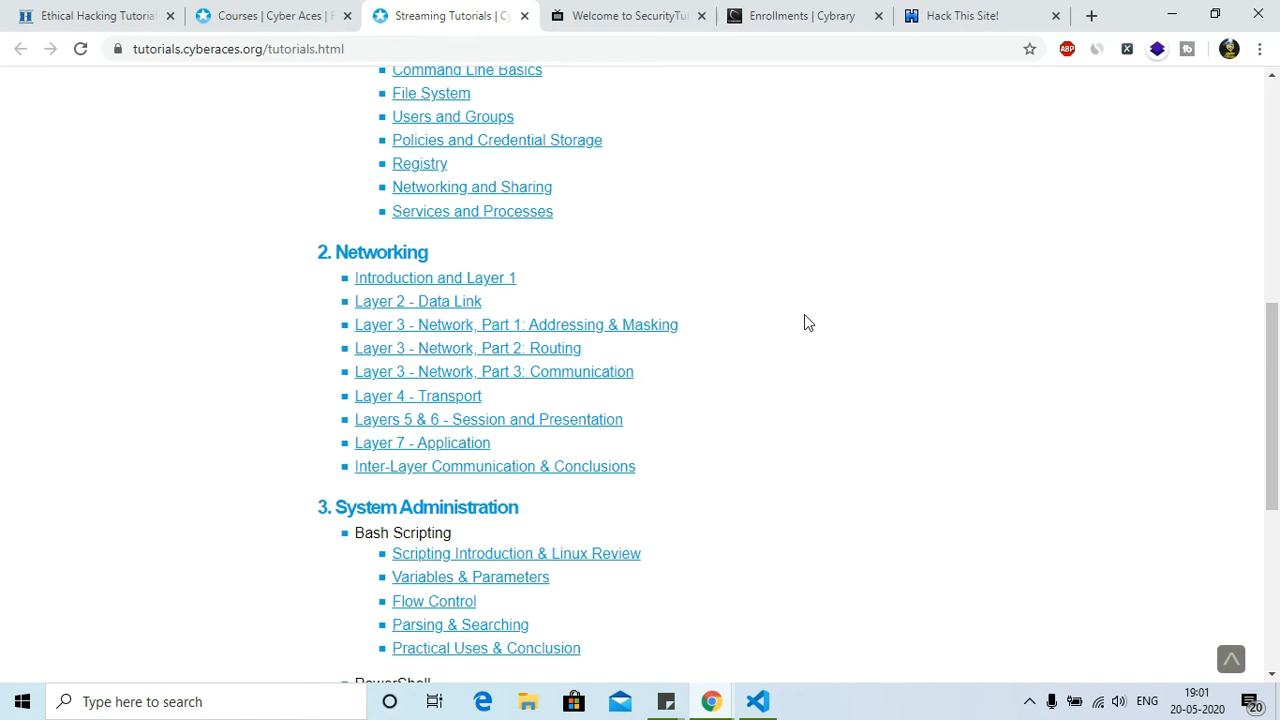 Ethical Hacking Tutorial
Courses | Cyber Aces | F
Streaming Tutorials | Cy
Welcome to SecurityTu
Enrollments | Cybrary
Hack This Site!
tutorials.cyberaces.org/tutorials.html
ABP
Command Line Basics
File System
Users and Groups
Policies and Credential Storage
Registry
Networking and Sharing
Services and Processes
2. Networking
Introduction and Layer 1
Layer 2 - Data Link
Layer 3 - Network, Part 1: Addressing & Masking
Layer 3 - Network, Part 2: Routing
Layer 3 - Network, Part 3: Communication
Layer 4 - Transport
Layers 5 & 6 - Session and Presentation
Layer 7 - Application
Inter-Layer Communication & Conclusions
3. System Administration
Bash Scripting
Scripting Introduction & Linux Review
Variables & Parameters
Flow Control
Parsing & Searching
Practical Uses & Conclusion
PowerShell
Type here to search
ENG
19:01
20-05-2020
20